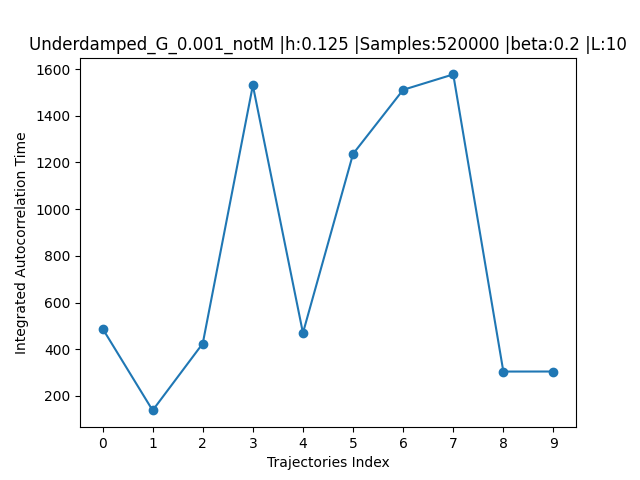 Underdamped_G_0.001_notM |h:0.125 |Samples:520000 |beta:0.2 |L:10
1600
1400
1200
1000
800
600
400
200
Integrated Autocorrelation Time
0 1 2 3 4 5 6 7 8 9
Trajectories Index